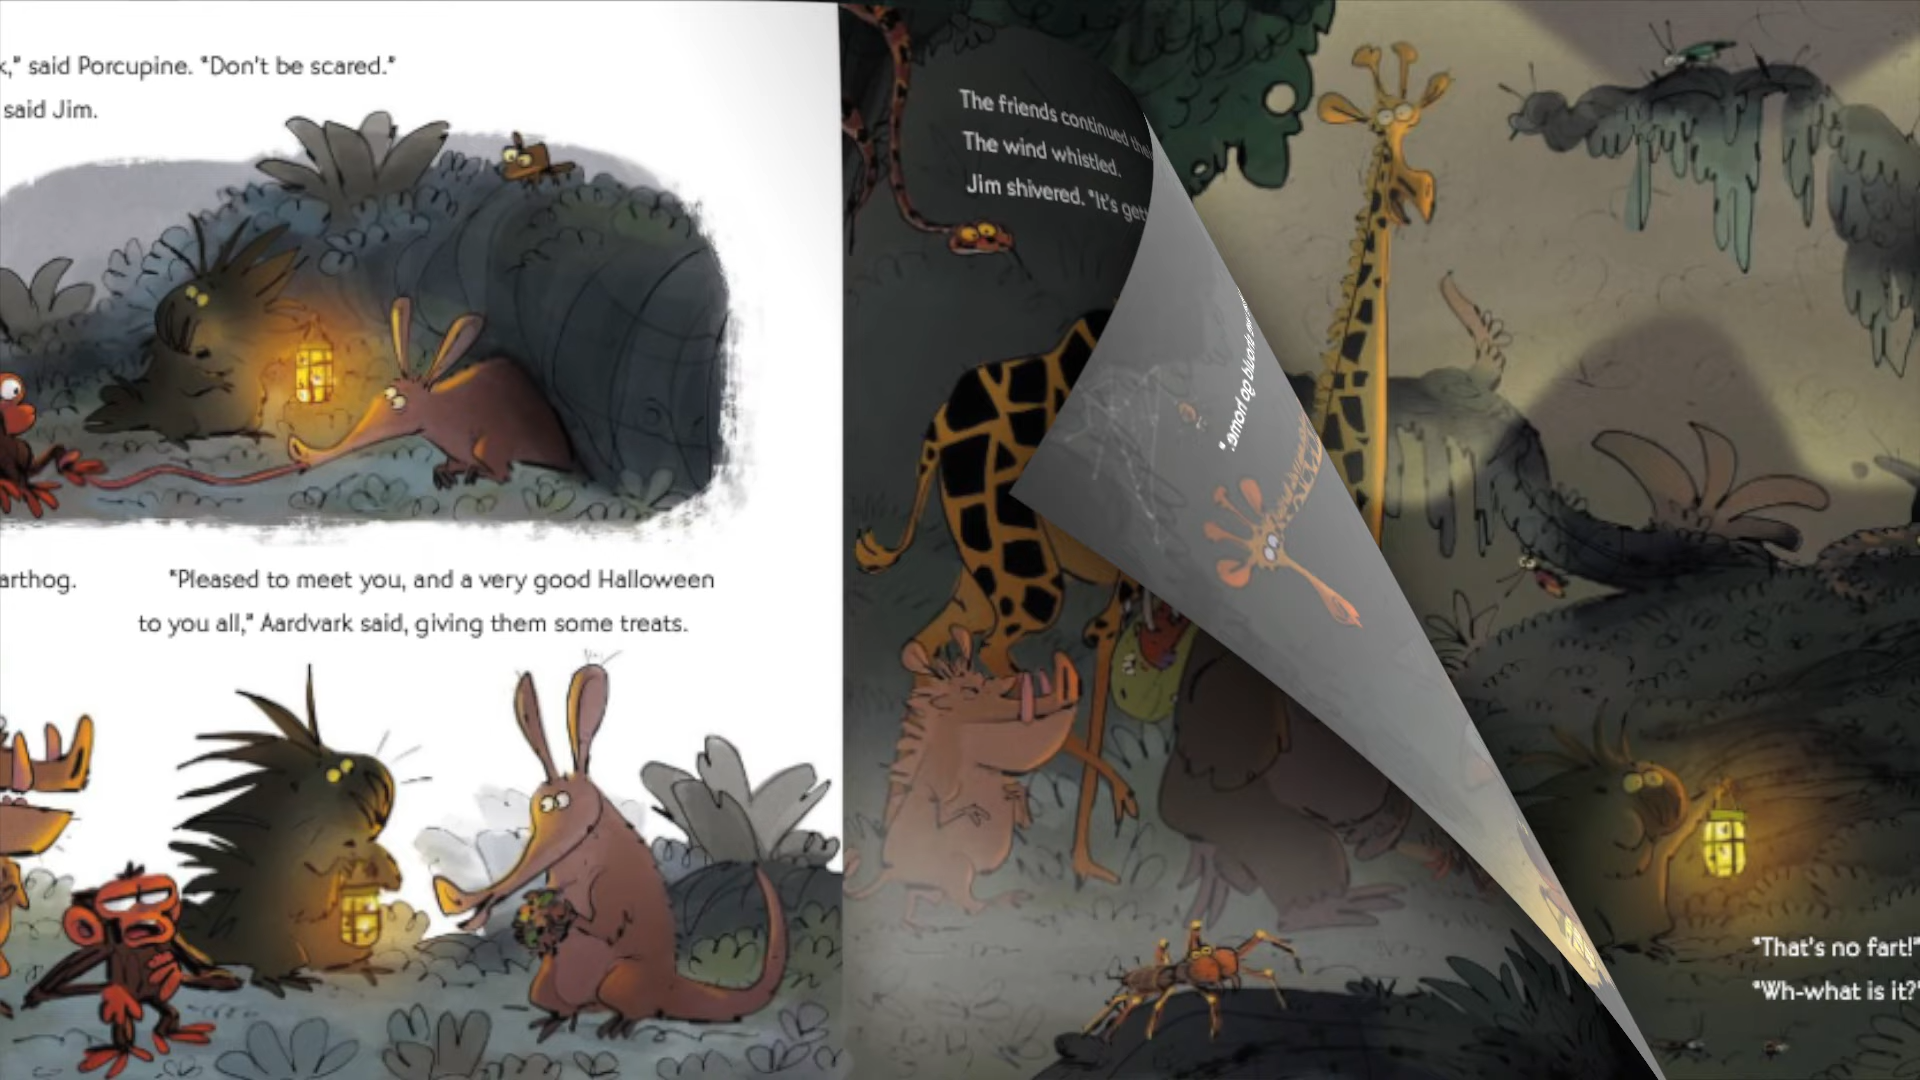 k," said Porcupine. "Don't be scared."
said Jim.
arthog.
"Pleased to meet you, and a very good Halloween
to you all," Aardvark said, giving them some treats.
The friends continued
The wind whistled.
Jim shivered. "It's
go home."
"That's no fart!"
"Wh-what is it?"